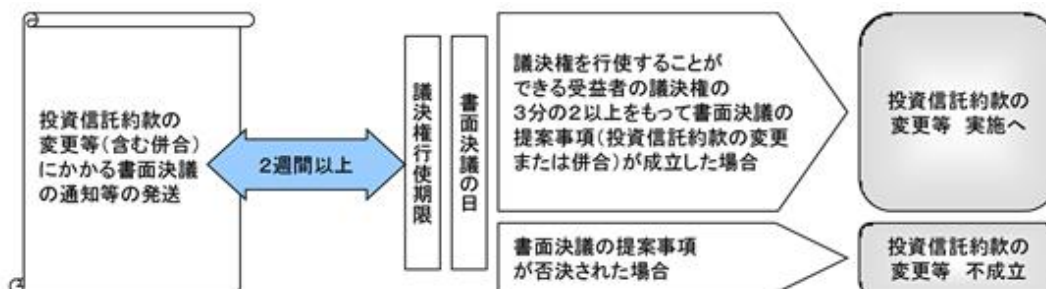 投資信託約款の
変更等(含む併合)
にかかる書面決議
の通知等の発送
2週間以上
議決権行使期限
書面決議の日
議決権を行使することが
できる受益者の議決権の
3分の2以上をもって書面決議の
提案事項(投資信託約款の変更
または併合)が成立した場合
投資信託約款の
変更等 実施へ
書面決議の提案事項
が否決された場合
投資信託約款の
変更等 不成立